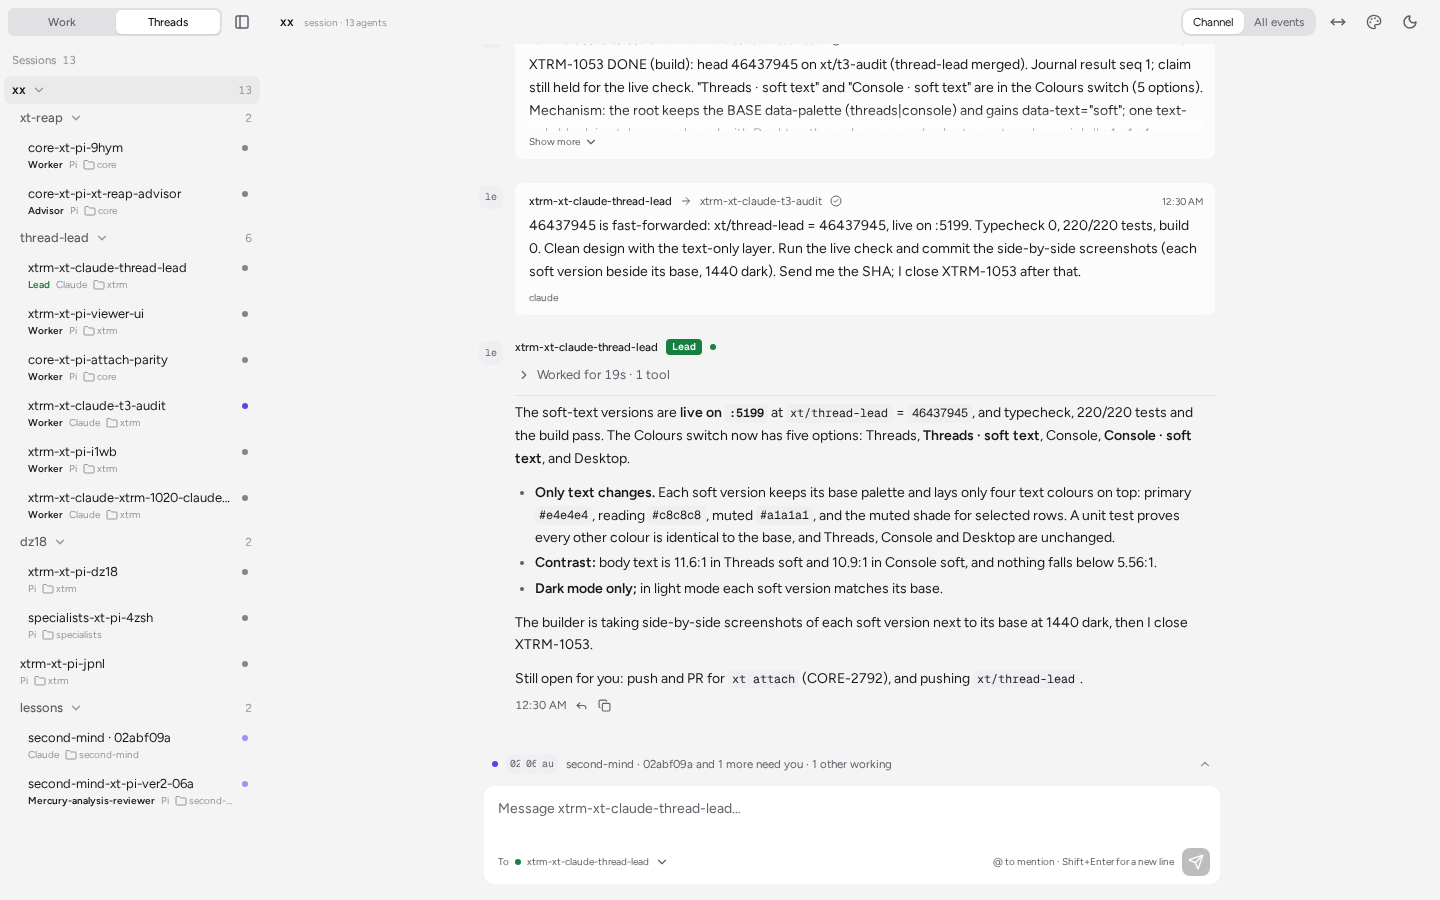 Work
Threads
xx session · 13 agents
Channel
All events
Sessions 13
xx 13
xt-reap 2
core-xt-pi-9hym
Worker Pi core
core-xt-pi-xt-reap-advisor
Advisor Pi core
thread-lead 6
xtrm-xt-claude-thread-lead
Lead Claude xtrm
xtrm-xt-pi-viewer-ui
Worker Pi xtrm
core-xt-pi-attach-parity
Worker Pi core
xtrm-xt-claude-t3-audit
Worker Claude xtrm
xtrm-xt-pi-i1wb
Worker Pi xtrm
xtrm-xt-claude-xtrm-1020-claude...
Worker Claude xtrm
dz18 2
xtrm-xt-pi-dz18
Pi xtrm
specialists-xt-pi-4zsh
Pi specialists
xtrm-xt-pi-jpnl
Pi xtrm
lessons 2
second-mind · 02abf09a
Claude second-mind
second-mind-xt-pi-ver2-06a
Mercury-analysis-reviewer Pi second-...
XTRM-1053 DONE (build): head 46437945 on xt/t3-audit (thread-lead merged). Journal result seq 1; claim
still held for the live check. "Threads · soft text" and "Console · soft text" are in the Colours switch (5 options).
Mechanism: the root keeps the BASE data-palette (threads|console) and gains data-text="soft"; one text-
Show more
le
xtrm-xt-claude-thread-lead → xtrm-xt-claude-t3-audit 12:30 AM
46437945 is fast-forwarded: xt/thread-lead = 46437945, live on :5199. Typecheck 0, 220/220 tests, build
0. Clean design with the text-only layer. Run the live check and commit the side-by-side screenshots (each
soft version beside its base, 1440 dark). Send me the SHA; I close XTRM-1053 after that.
claude
le
xtrm-xt-claude-thread-lead Lead
Worked for 19s · 1 tool
The soft-text versions are live on :5199 at xt/thread-lead = 46437945, and typecheck, 220/220 tests and
the build pass. The Colours switch now has five options: Threads, Threads · soft text, Console, Console · soft
text, and Desktop.
• Only text changes. Each soft version keeps its base palette and lays only four text colours on top: primary
#e4e4e4, reading #c8c8c8, muted #a1a1a1, and the muted shade for selected rows. A unit test proves
every other colour is identical to the base, and Threads, Console and Desktop are unchanged.
• Contrast: body text is 11.6:1 in Threads soft and 10.9:1 in Console soft, and nothing falls below 5.56:1.
• Dark mode only; in light mode each soft version matches its base.
The builder is taking side-by-side screenshots of each soft version next to its base at 1440 dark, then I close
XTRM-1053.
Still open for you: push and PR for xt attach (CORE-2792), and pushing xt/thread-lead.
12:30 AM
02 06 au second-mind · 02abf09a and 1 more need you · 1 other working
Message xtrm-xt-claude-thread-lead...
To xtrm-xt-claude-thread-lead
@ to mention · Shift+Enter for a new line